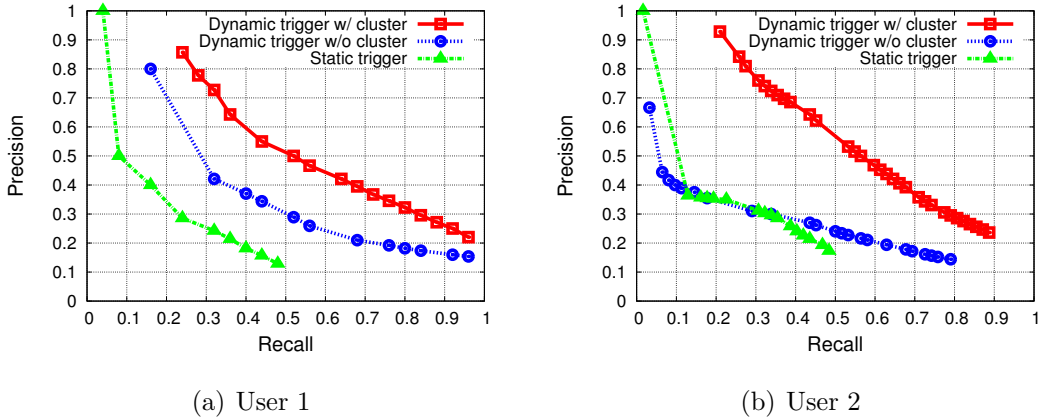 Dynamic trigger w/ cluster
Dynamic trigger w/o cluster
Static trigger
1
0.9
0.8
0.7
0.6
0.5
0.4
0.3
0.2
0.1
0
Precision
0 0.1 0.2 0.3 0.4 0.5 0.6 0.7 0.8 0.9 1
Recall
(a) User 1
Dynamic trigger w/ cluster
Dynamic trigger w/o cluster
Static trigger
1
0.9
0.8
0.7
0.6
0.5
0.4
0.3
0.2
0.1
0
Precision
0 0.1 0.2 0.3 0.4 0.5 0.6 0.7 0.8 0.9 1
Recall
(b) User 2